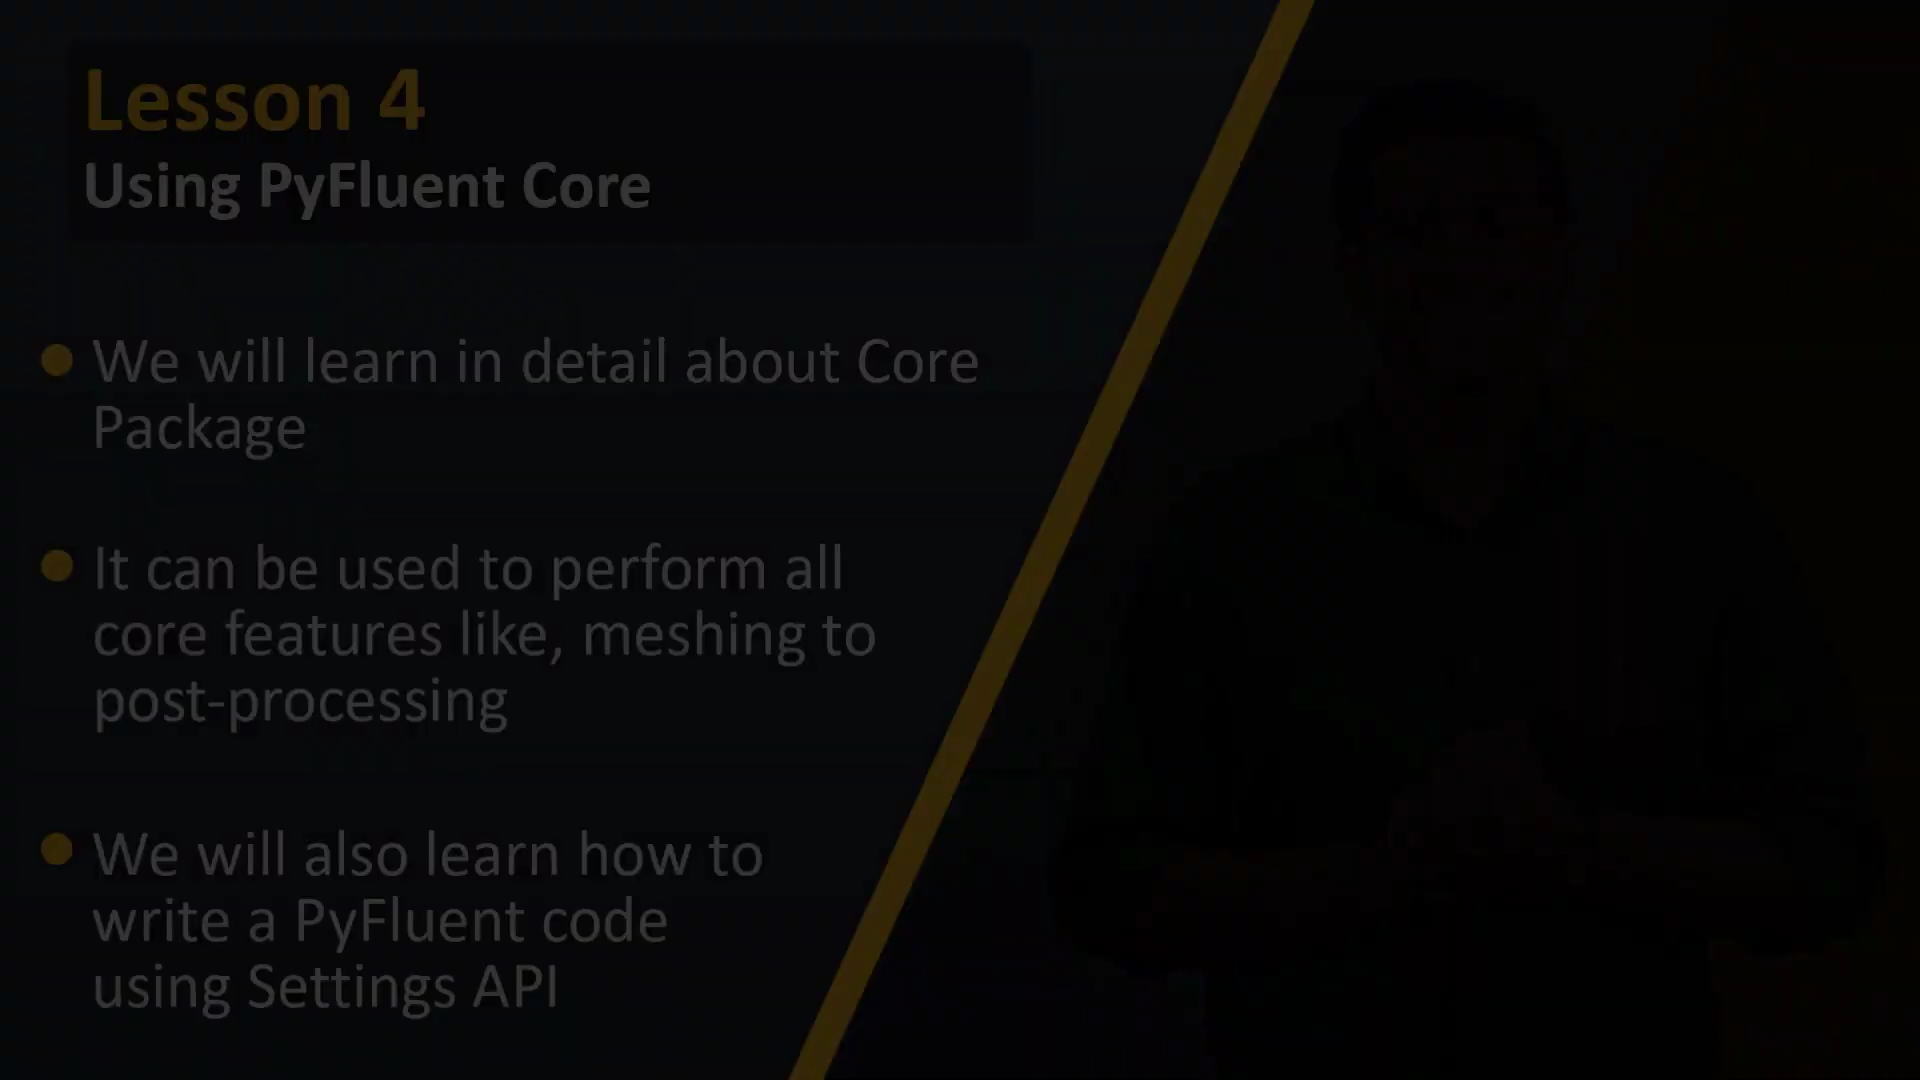 Lesson 4
Using PyFluent Core
We will learn in detail about Core
Package
It can be used to perform all
core features like, meshing to
post-processing
We will also learn how to
write a PyFluent code
using Settings API